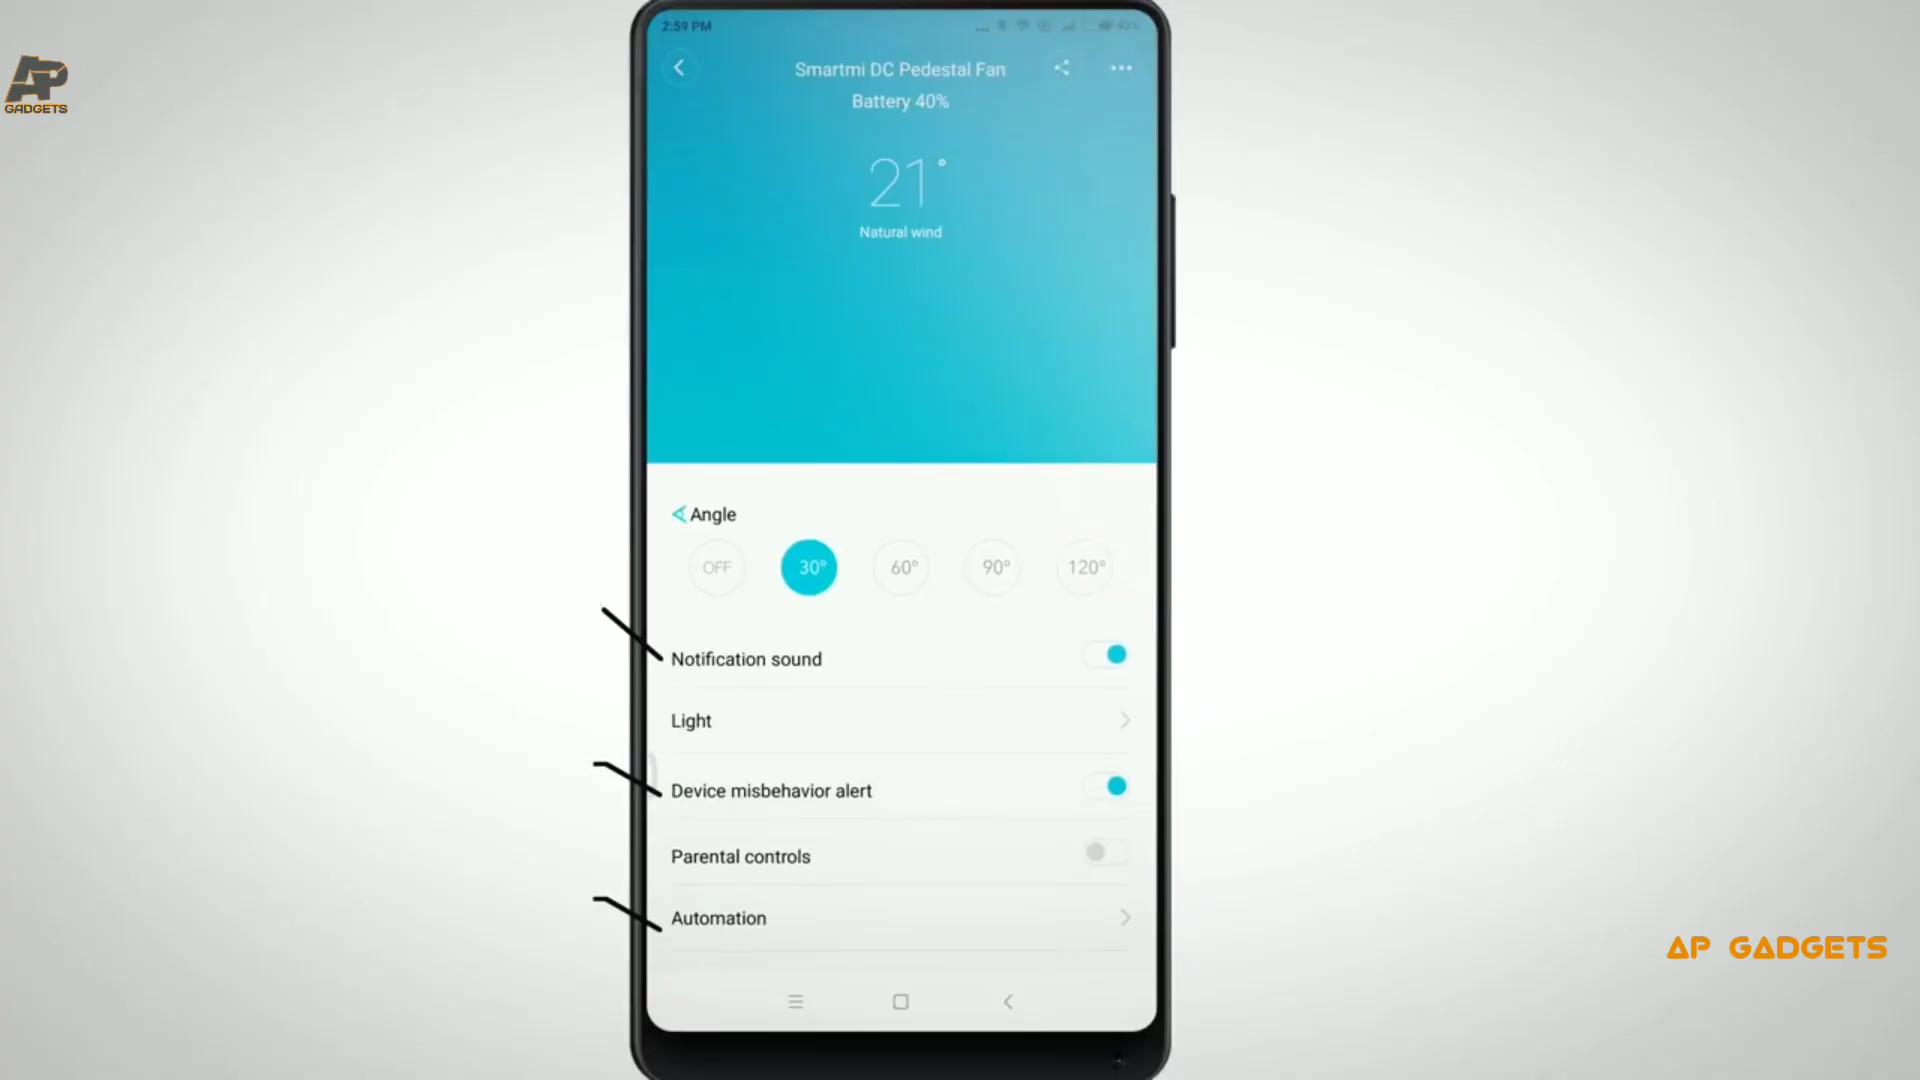 2:59 PM
AP
GADGETS
Smartmi DC Pedestal Fan
Battery 40%
21°
Natural wind
Angle
OFF 30° 60° 90° 120°
Notification sound
Light
Device misbehavior alert
Parental controls
Automation
AP GADGETS